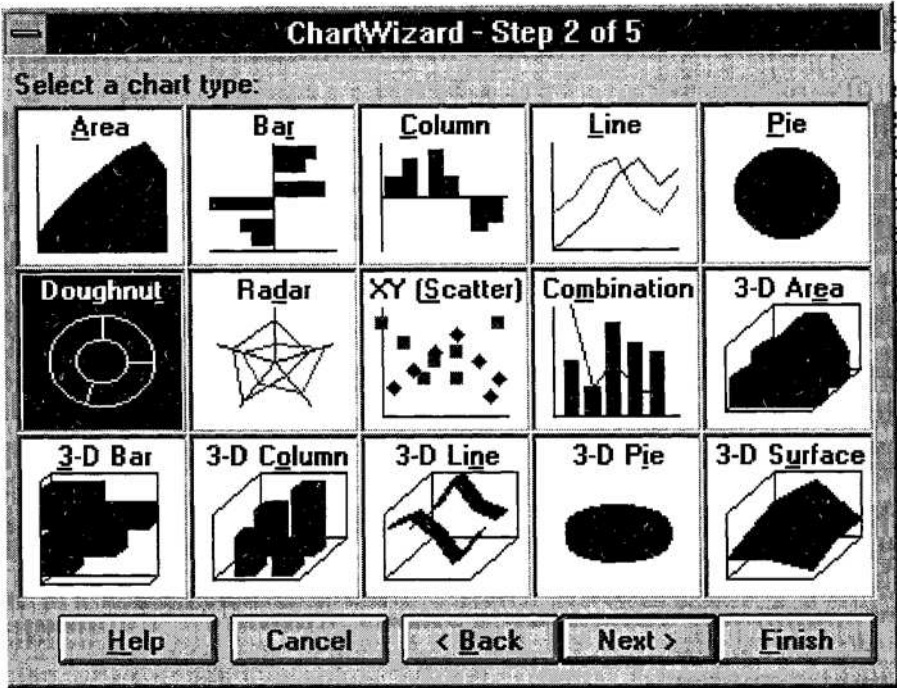 ChartWizard - Step 2 of 5
Select a chart type:
Area Bar Column Line Pie
Doughnut Radar XY (Scatter) Combination 3-D Area
3-D Bar 3-D Column 3-D Line 3-D Pie 3-D Surface
Help Cancel < Back Next > Finish